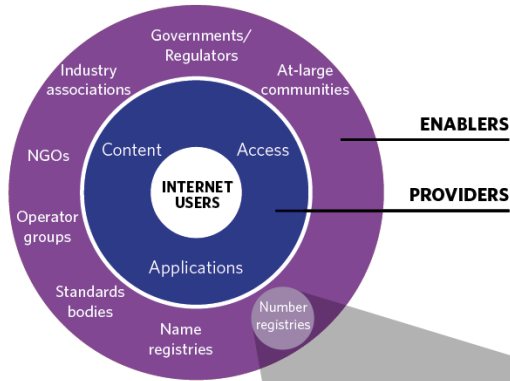 Governments/
Regulators
Industry
associations
At-large
communities
ENABLERS
NGOs
Content
Access
INTERNET
USERS
PROVIDERS
Operator
groups
Applications
Standards
bodies
Name
registries
Number
registries